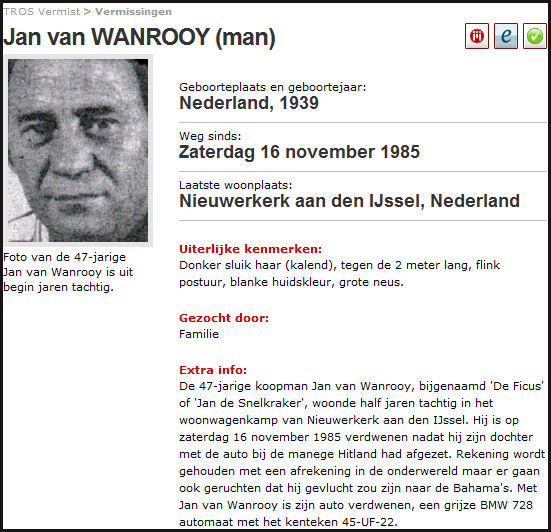 TROS Vermist > Vermissingen
Jan van WANROOY (man)
Geboorteplaats en geboortejaar:
Nederland, 1939
Weg sinds:
Zaterdag 16 november 1985
Laatste woonplaats:
Nieuwerkerk aan den IJssel, Nederland
Foto van de 47-jarige
Jan van Wanrooy is uit
begin jaren tachtig.
Uiterlijke kenmerken:
Donker sluik haar (kalend), tegen de 2 meter lang, flink
postuur, blanke huidskleur, grote neus.
Gezocht door:
Familie
Extra info:
De 47-jarige koopman Jan van Wanrooy, bijgenaamd 'De Ficus'
of 'Jan de Snelkraker', woonde half jaren tachtig in het
woonwagenkamp van Nieuwerkerk aan den IJssel. Hij is op
zaterdag 16 november 1985 verdwenen nadat hij zijn dochter
met de auto bij de manege Hitland had afgezet. Rekening wordt
gehouden met een afrekening in de onderwereld maar er gaan
ook geruchten dat hij gevlucht zou zijn naar de Bahama's. Met
Jan van Wanrooy is zijn auto verdwenen, een grijze BMW 728
automaat met het kenteken 45-UF-22.